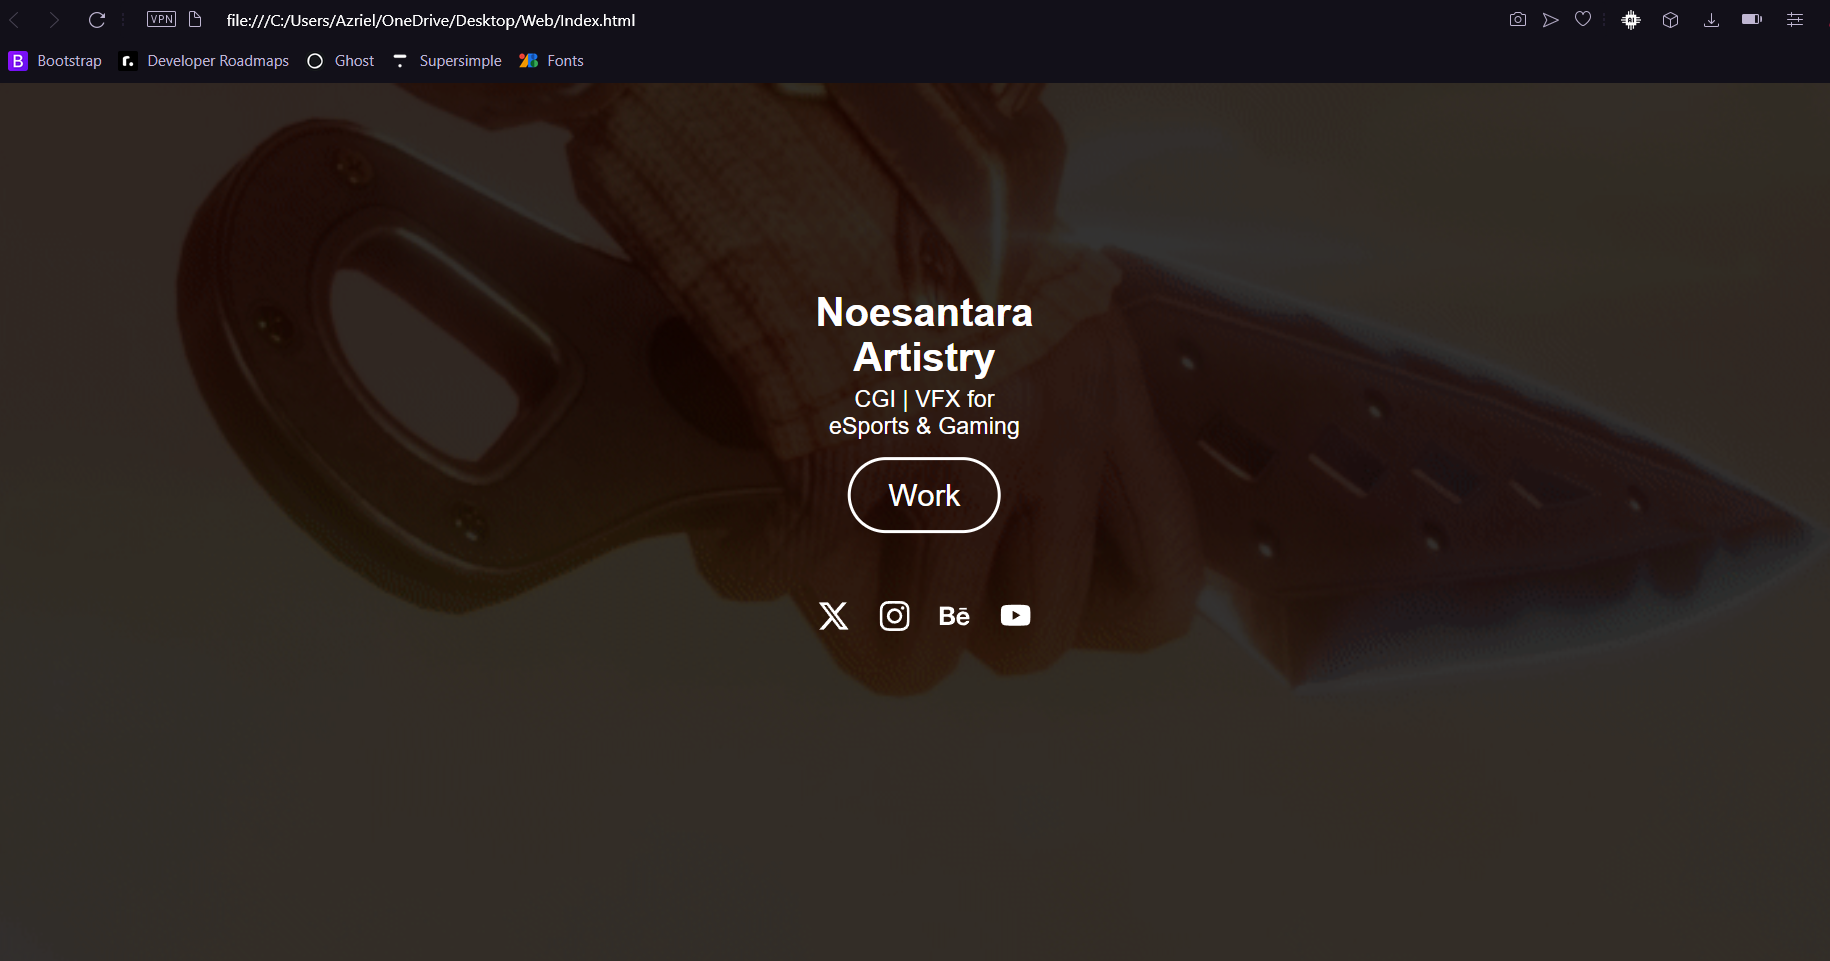 VPN
file:///C:/Users/Azriel/OneDrive/Desktop/Web/Index.html
AI
B Bootstrap r. Developer Roadmaps Ghost Supersimple Fonts
Noesantara
Artistry
CGI | VFX for
eSports & Gaming
Work
X Bē